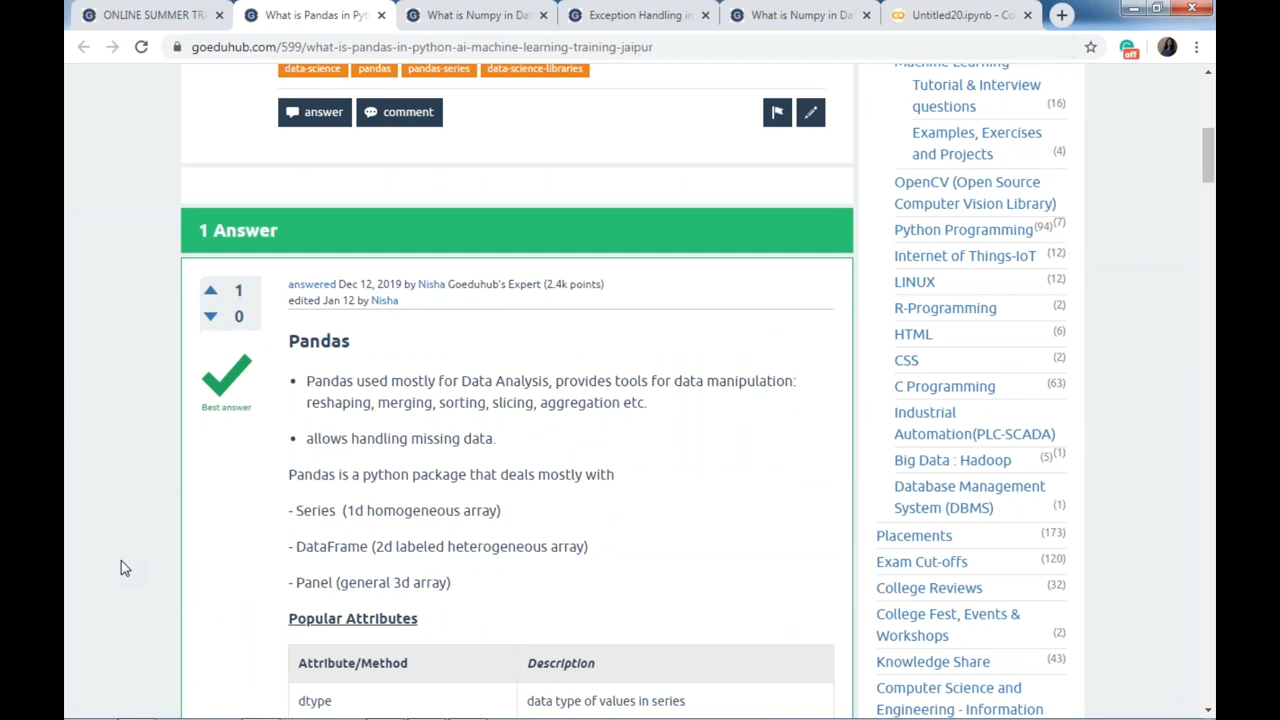 ONLINE SUMMER TRA
What is Pandas in Pyt
What is Numpy in Da
Exception Handling in
What is Numpy in Da
Untitled20.ipynb - Co
goeduhub.com/599/what-is-pandas-in-python-ai-machine-learning-training-jaipur
off
data-science
pandas
pandas-series
data-science-libraries
answer
comment
1 Answer
1
0
Best answer
answered Dec 12, 2019 by Nisha Goeduhub's Expert (2.4k points)
edited Jan 12 by Nisha
Pandas
• Pandas used mostly for Data Analysis, provides tools for data manipulation:
reshaping, merging, sorting, slicing, aggregation etc.
• allows handling missing data.
Pandas is a python package that deals mostly with
- Series (1d homogeneous array)
- DataFrame (2d labeled heterogeneous array)
- Panel (general 3d array)
Popular Attributes
Attribute/Method Description
dtype data type of values in series
Machine Learning
Tutorial & Interview
questions (16)
Examples, Exercises
and Projects (4)
OpenCV (Open Source
Computer Vision Library) (7)
Python Programming (94)
Internet of Things-IoT (12)
LINUX (12)
R-Programming (2)
HTML (6)
CSS (2)
C Programming (63)
Industrial
Automation(PLC-SCADA) (1)
Big Data : Hadoop (5)
Database Management
System (DBMS) (1)
Placements (173)
Exam Cut-offs (120)
College Reviews (32)
College Fest, Events &
Workshops (2)
Knowledge Share (43)
Computer Science and
Engineering - Information